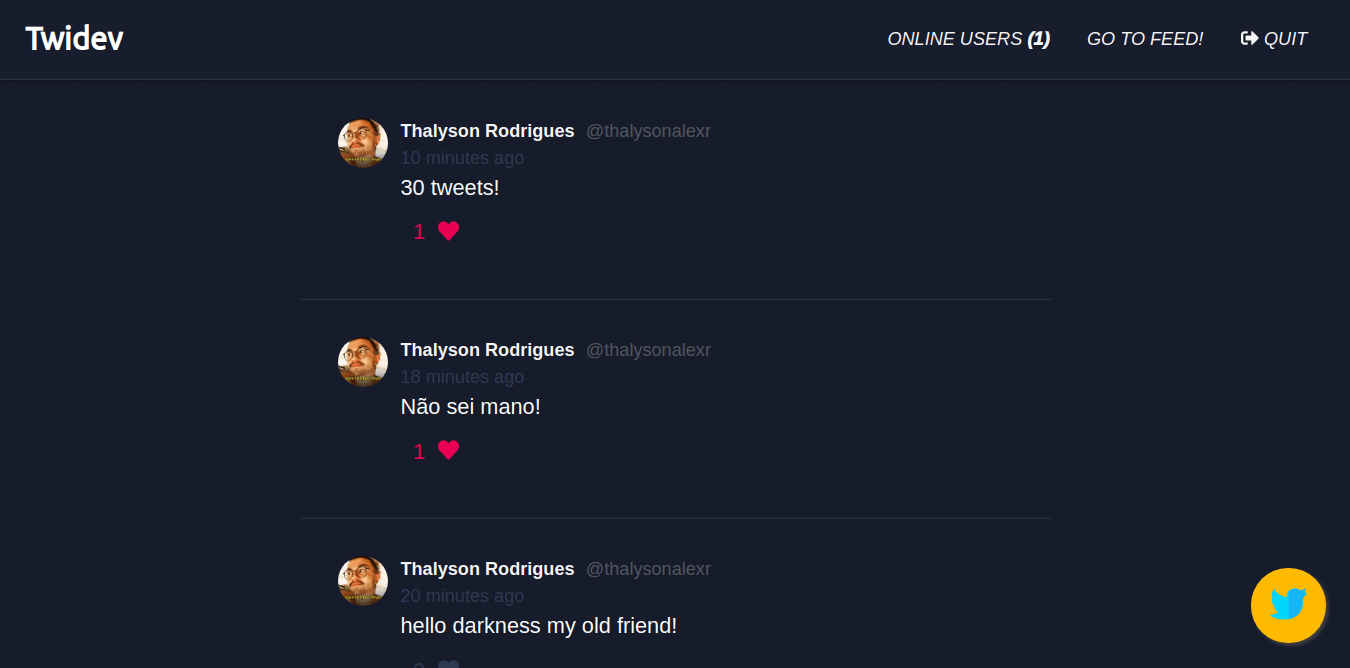 Twidev
ONLINE USERS (1) GO TO FEED! QUIT
Thalyson Rodrigues @thalysonalexr
10 minutes ago
30 tweets!
1
Thalyson Rodrigues @thalysonalexr
18 minutes ago
Não sei mano!
1
Thalyson Rodrigues @thalysonalexr
20 minutes ago
hello darkness my old friend!